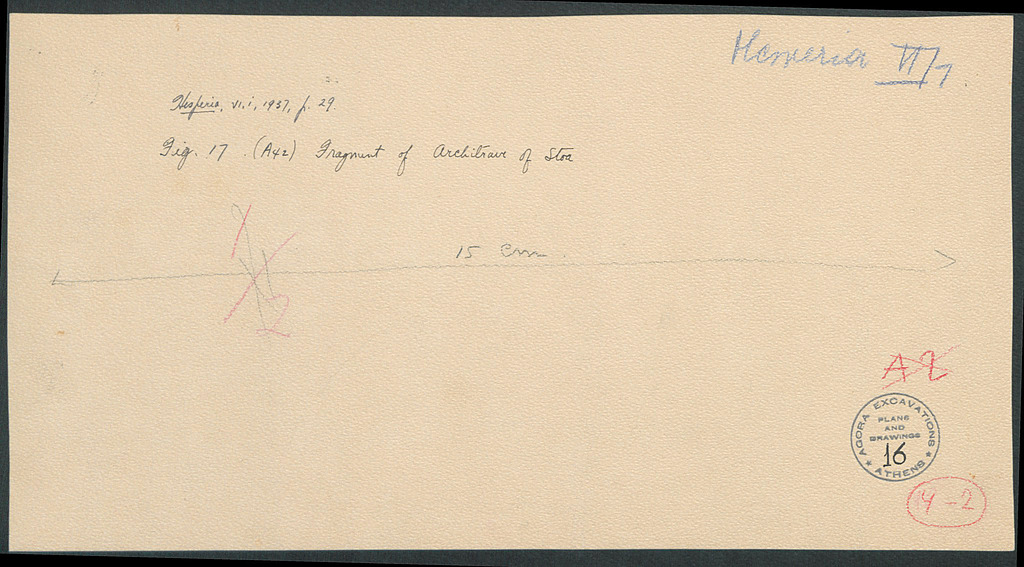 Hesperia VI/1
Hesperia, VI.i, 1937, p. 29.
Fig. 17. (A42) Fragment of Architrave of Stoa
15 cm.
A2
AGORA EXCAVATIONS
PLANS
AND
DRAWINGS
16
ATHENS
14-2